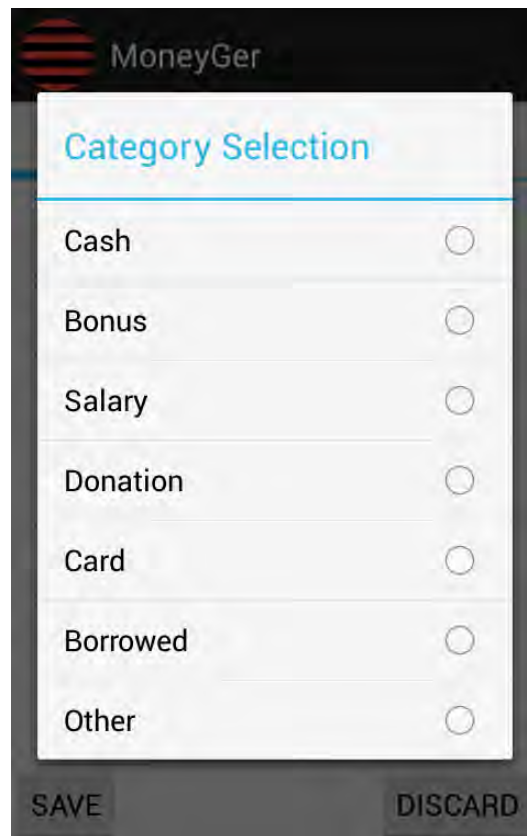 MoneyGer
Category Selection
Cash
Bonus
Salary
Donation
Card
Borrowed
Other
SAVE DISCARD